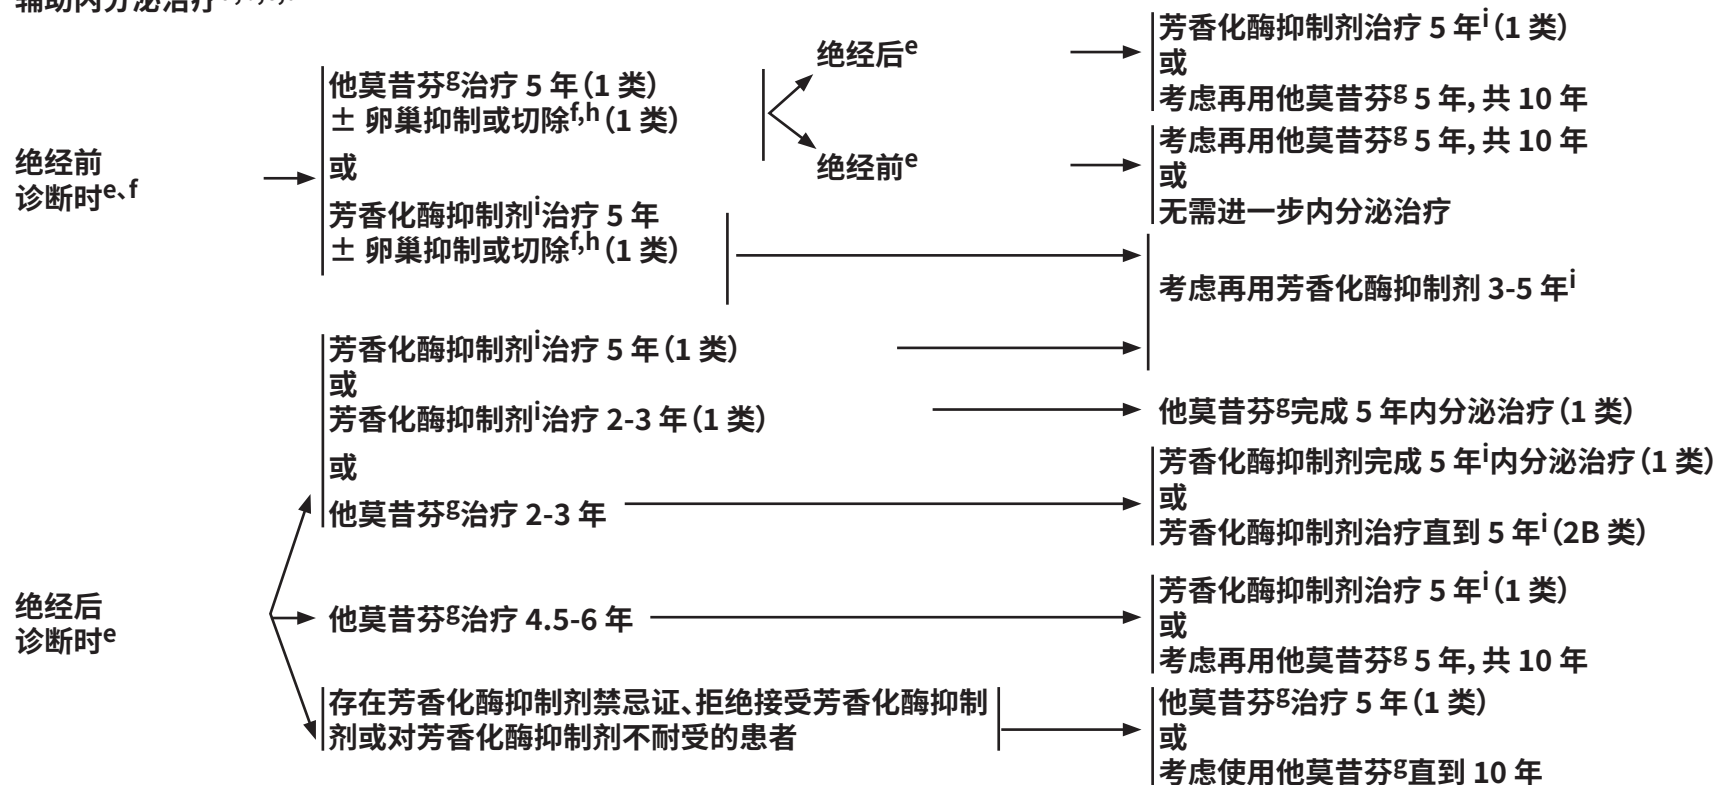 辅助内分泌治疗
绝经前
诊断时e、f
他莫昔芬g治疗 5 年（1 类）
± 卵巢抑制或切除f,h（1 类）
或
芳香化酶抑制剂i治疗 5 年
± 卵巢抑制或切除f,h（1 类）
绝经后e
绝经前e
芳香化酶抑制剂治疗 5 年i（1 类）
或
考虑再用他莫昔芬g 5 年，共 10 年
考虑再用他莫昔芬g 5 年，共 10 年
或
无需进一步内分泌治疗
考虑再用芳香化酶抑制剂 3-5 年i
绝经后
诊断时e
芳香化酶抑制剂i治疗 5 年（1 类）
或
芳香化酶抑制剂i治疗 2-3 年（1 类）
或
他莫昔芬g治疗 2-3 年
他莫昔芬g完成 5 年内分泌治疗（1 类）
芳香化酶抑制剂完成 5 年i内分泌治疗（1 类）
或
芳香化酶抑制剂治疗直到 5 年i（2B 类）
他莫昔芬g治疗 4.5-6 年
芳香化酶抑制剂治疗 5 年i（1 类）
或
考虑再用他莫昔芬g 5 年，共 10 年
存在芳香化酶抑制剂禁忌证、拒绝接受芳香化酶抑制
剂或对芳香化酶抑制剂不耐受的患者
他莫昔芬g治疗 5 年（1 类）
或
考虑使用他莫昔芬g直到 10 年